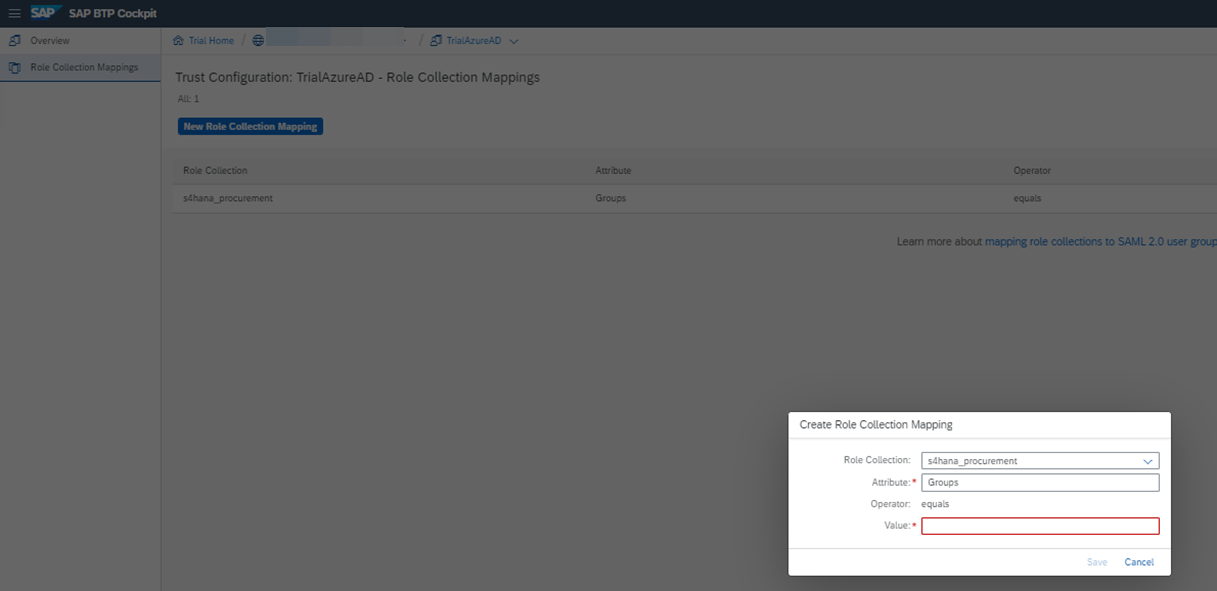 SAP SAP BTP Cockpit
Overview
Trial Home / / TrialAzureAD
Role Collection Mappings
Trust Configuration: TrialAzureAD - Role Collection Mappings
All: 1
New Role Collection Mapping
Role Collection Attribute Operator
s4hana_procurement Groups equals
Learn more about mapping role collections to SAML 2.0 user group
Create Role Collection Mapping
Role Collection: s4hana_procurement
Attribute:* Groups
Operator: equals
Value:*
Save Cancel